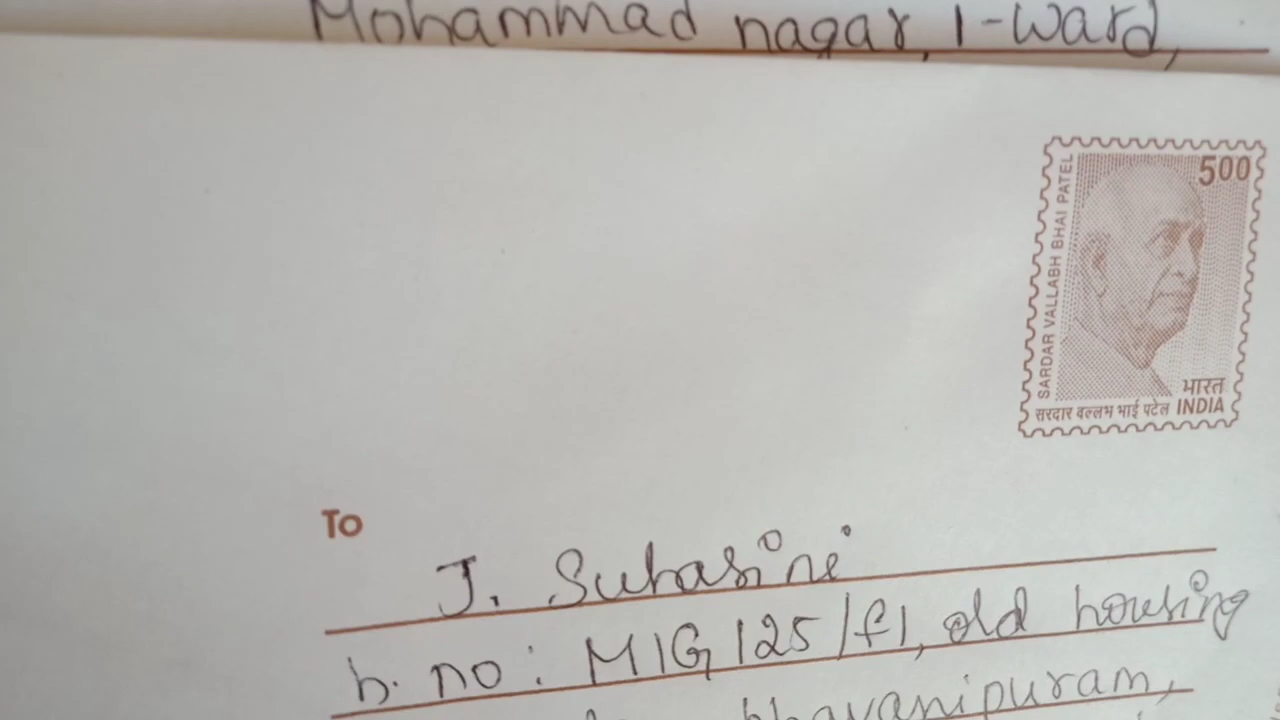 Mohammad nagar, 1-ward,
500
SARDAR VALLABH BHAI PATEL
भारत
सरदार वल्लभ भाई पटेल INDIA
To
J. Suhasini
h. no: MIG 125/f1, old housing
bhavanipuram,